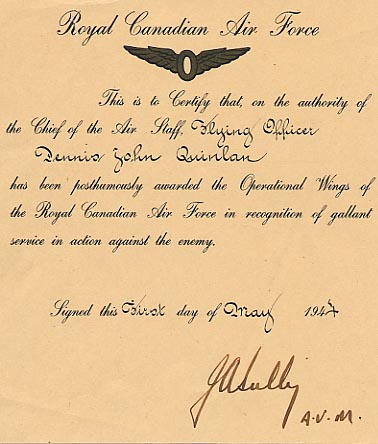 Royal Canadian Air Force
This is to Certify that, on the authority of
the Chief of the Air Staff, Flying Officer
Dennis John Quinlan
has been posthumously awarded the Operational Wings of
the Royal Canadian Air Force in recognition of gallant
service in action against the enemy.
Signed this First day of May 1947
JASully
A.V.M.